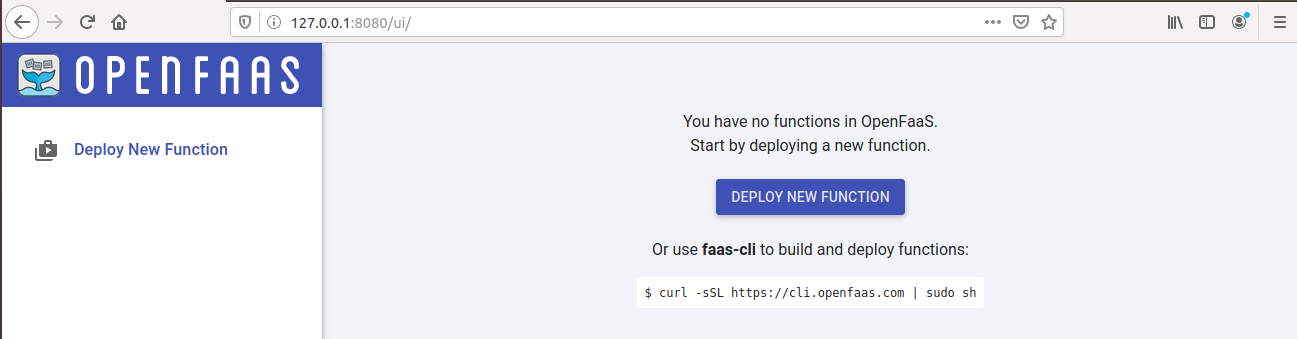 127.0.0.1:8080/ui/
OPENFAAS
Deploy New Function
You have no functions in OpenFaaS.
Start by deploying a new function.
DEPLOY NEW FUNCTION
Or use faas-cli to build and deploy functions:
$ curl -sSL https://cli.openfaas.com | sudo sh